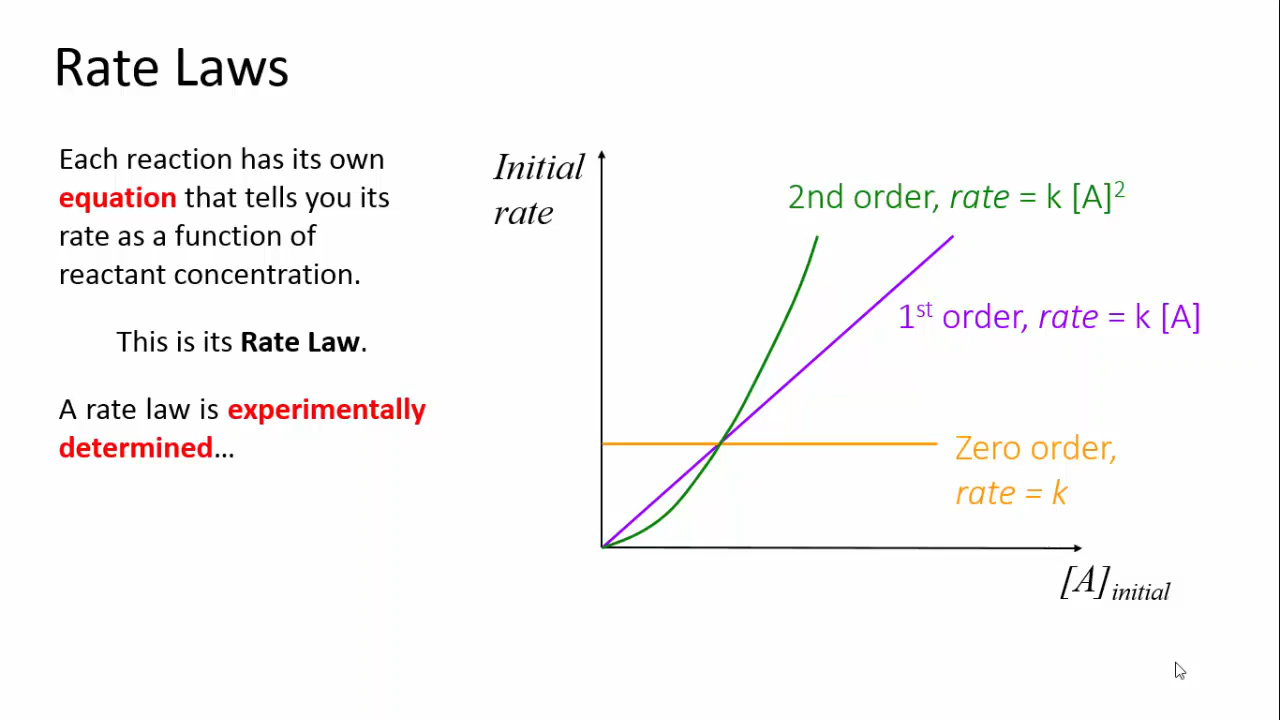 Rate Laws
Each reaction has its own
equation that tells you its
rate as a function of
reactant concentration.
This is its Rate Law.
A rate law is experimentally
determined…
Initial
rate
2nd order, rate = k [A]²
1st order, rate = k [A]
Zero order,
rate = k
[A]initial